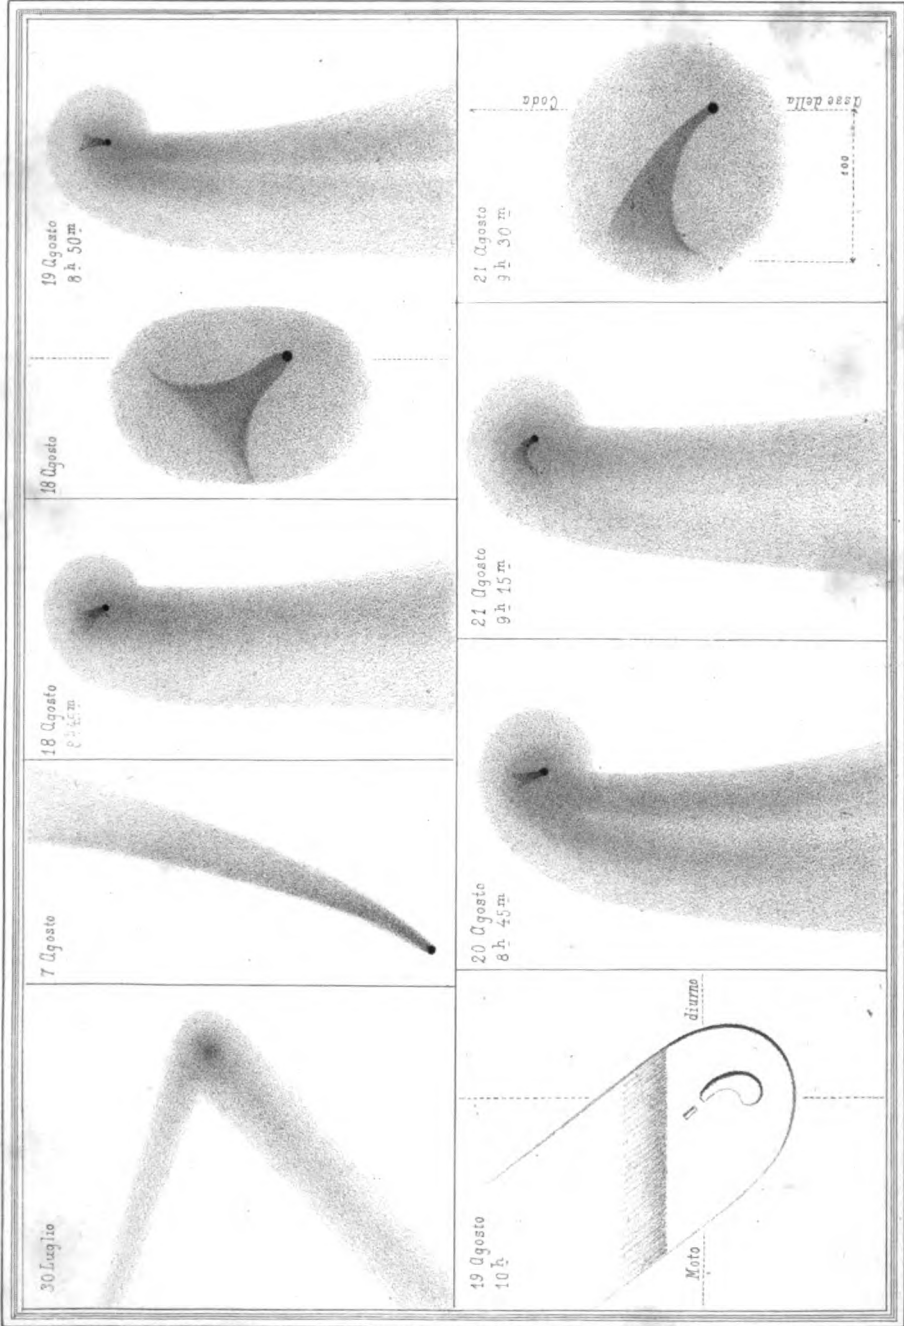 30 Luglio
7 Agosto
18 Agosto
18 Agosto
19 Agosto
8 h 50 m
19 Agosto
10 h
Moto
diurno
20 Agosto
8 h 45 m
21 Agosto
9 h 15 m
21 Agosto
9 h 30 m
Asse della
Coda
100